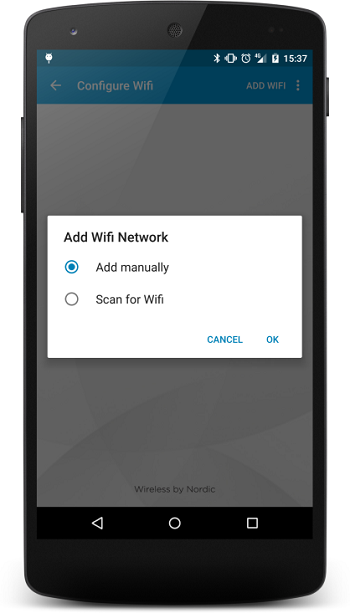 15:37
Configure Wifi
ADD WIFI
Add Wifi Network
Add manually
Scan for Wifi
CANCEL
OK
Wireless by Nordic